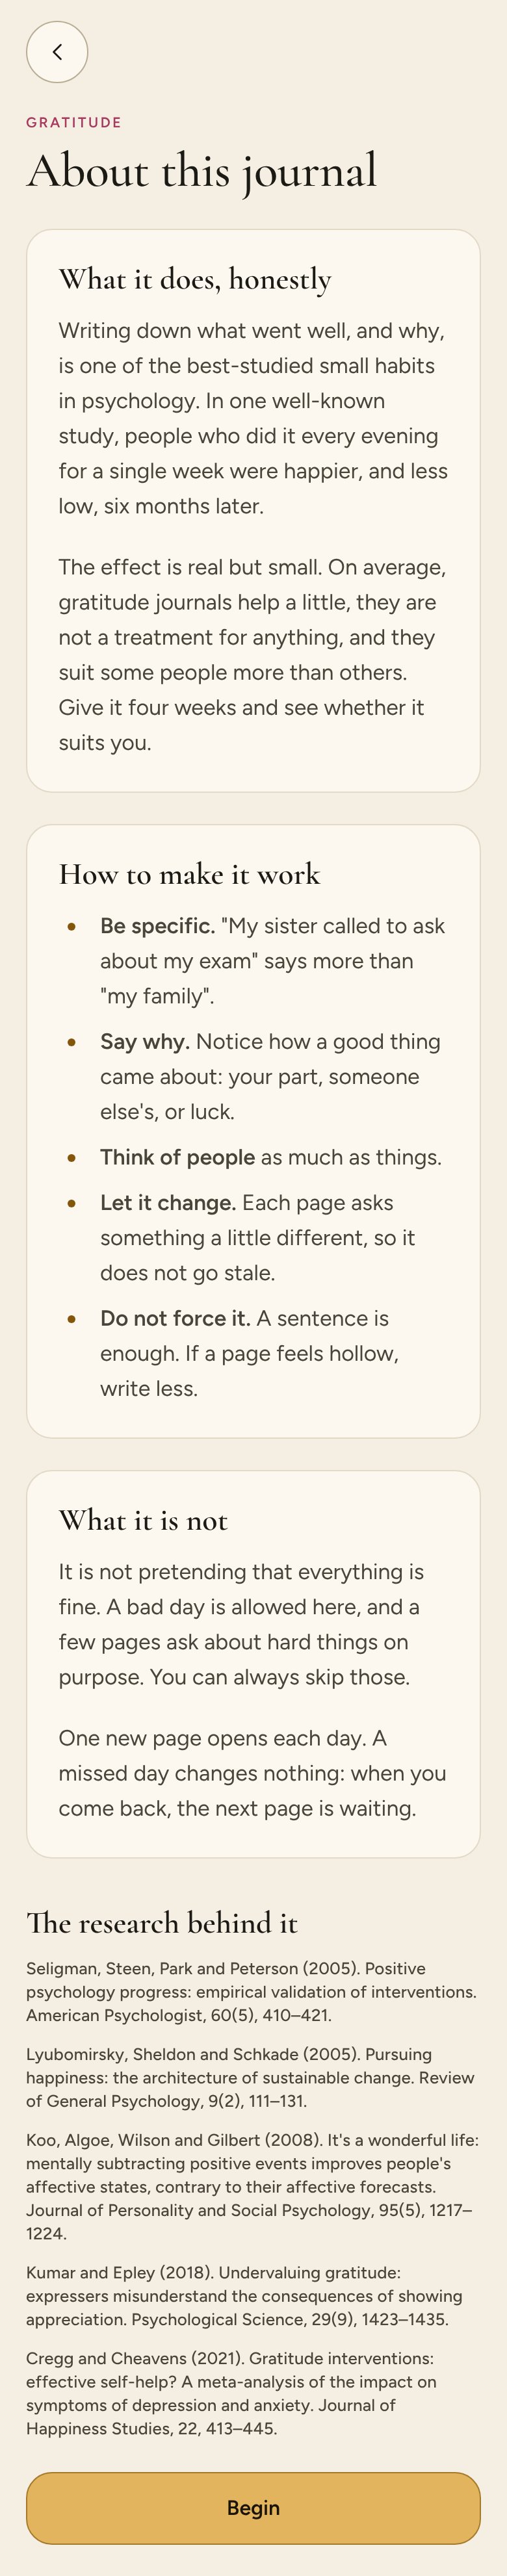 GRATITUDE
About this journal
What it does, honestly
Writing down what went well, and why,
is one of the best-studied small habits
in psychology. In one well-known
study, people who did it every evening
for a single week were happier, and less
low, six months later.
The effect is real but small. On average,
gratitude journals help a little, they are
not a treatment for anything, and they
suit some people more than others.
Give it four weeks and see whether it
suits you.
How to make it work
• Be specific. "My sister called to ask
about my exam" says more than
"my family".
• Say why. Notice how a good thing
came about: your part, someone
else's, or luck.
• Think of people as much as things.
• Let it change. Each page asks
something a little different, so it
does not go stale.
• Do not force it. A sentence is
enough. If a page feels hollow,
write less.
What it is not
It is not pretending that everything is
fine. A bad day is allowed here, and a
few pages ask about hard things on
purpose. You can always skip those.
One new page opens each day. A
missed day changes nothing: when you
come back, the next page is waiting.
The research behind it
Seligman, Steen, Park and Peterson (2005). Positive
psychology progress: empirical validation of interventions.
American Psychologist, 60(5), 410–421.
Lyubomirsky, Sheldon and Schkade (2005). Pursuing
happiness: the architecture of sustainable change. Review
of General Psychology, 9(2), 111–131.
Koo, Algoe, Wilson and Gilbert (2008). It's a wonderful life:
mentally subtracting positive events improves people's
affective states, contrary to their affective forecasts.
Journal of Personality and Social Psychology, 95(5), 1217–
1224.
Kumar and Epley (2018). Undervaluing gratitude:
expressers misunderstand the consequences of showing
appreciation. Psychological Science, 29(9), 1423–1435.
Cregg and Cheavens (2021). Gratitude interventions:
effective self-help? A meta-analysis of the impact on
symptoms of depression and anxiety. Journal of
Happiness Studies, 22, 413–445.
Begin